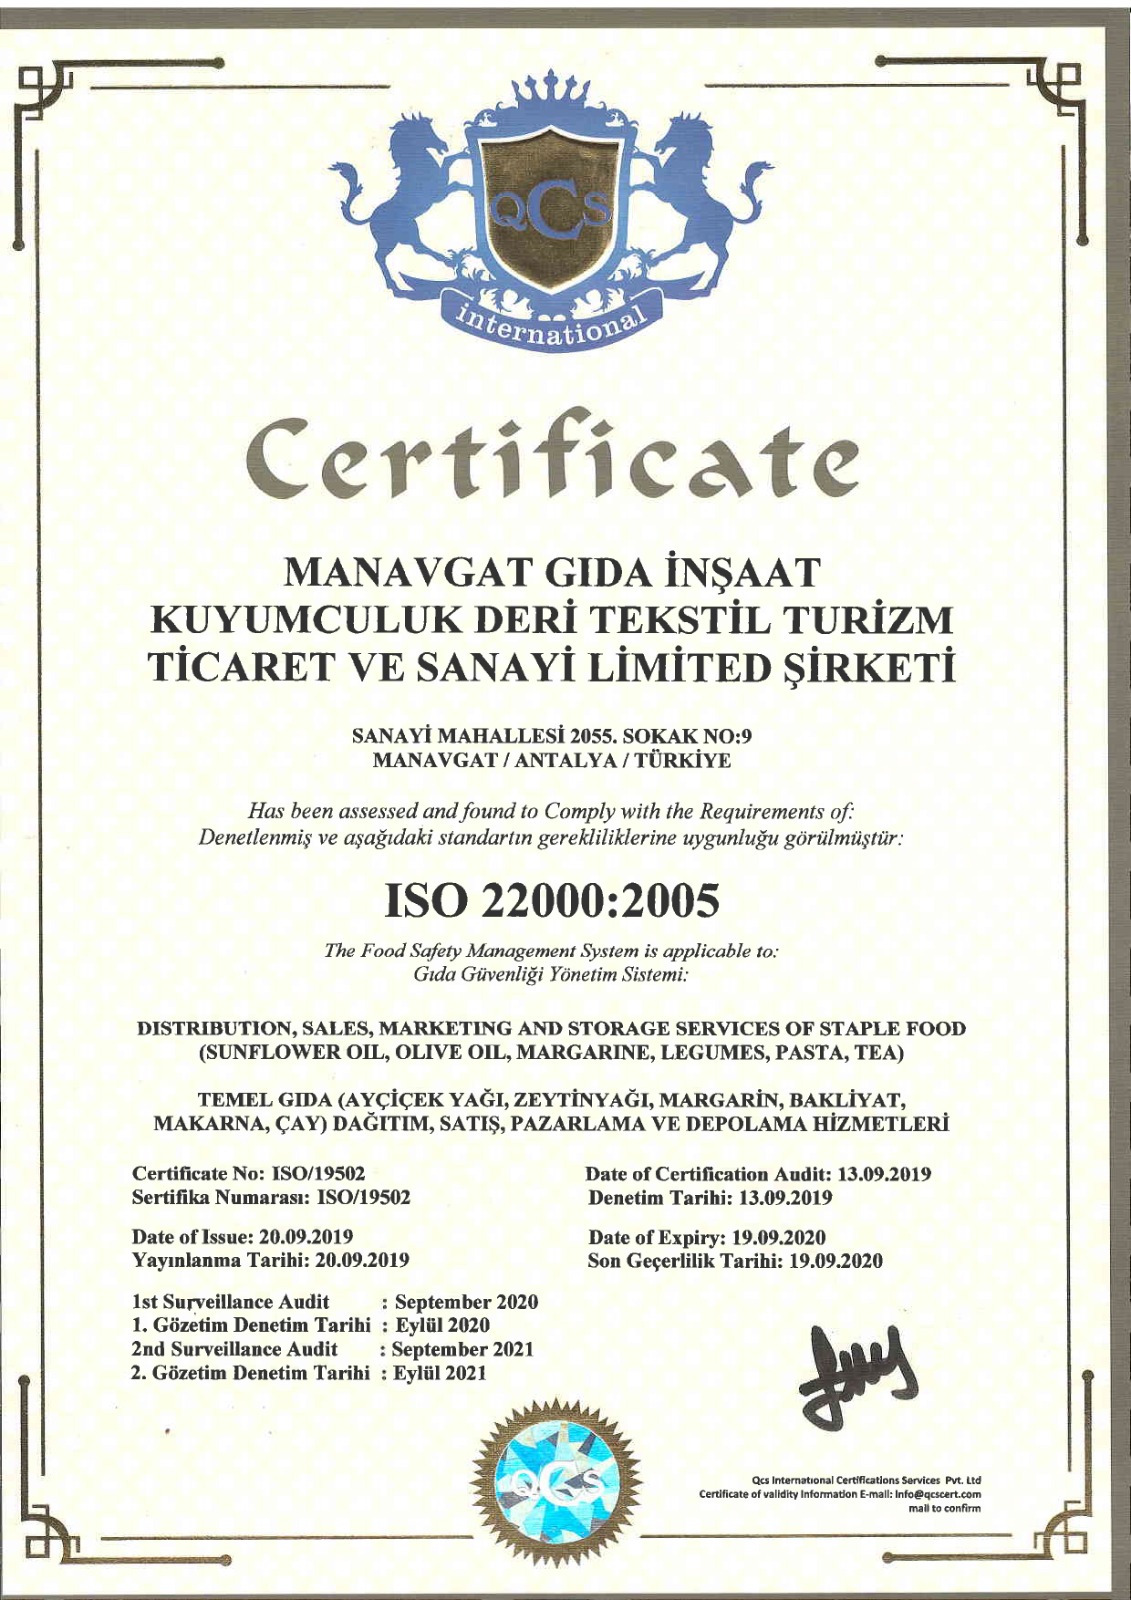 QCS
international
Certificate
MANAVGAT GIDA İNŞAAT
KUYUMCULUK DERİ TEKSTİL TURİZM
TİCARET VE SANAYİ LİMİTED ŞİRKETİ
SANAYİ MAHALLESİ 2055. SOKAK NO:9
MANAVGAT / ANTALYA / TÜRKİYE
Has been assessed and found to Comply with the Requirements of:
Denetlenmiş ve aşağıdaki standartın gerekliliklerine uygunluğu görülmüştür:
ISO 22000:2005
The Food Safety Management System is applicable to:
Gıda Güvenliği Yönetim Sistemi:
DISTRIBUTION, SALES, MARKETING AND STORAGE SERVICES OF STAPLE FOOD
(SUNFLOWER OIL, OLIVE OIL, MARGARINE, LEGUMES, PASTA, TEA)
TEMEL GIDA (AYÇİÇEK YAĞI, ZEYTİNYAĞI, MARGARİN, BAKLİYAT,
MAKARNA, ÇAY) DAĞITIM, SATIŞ, PAZARLAMA VE DEPOLAMA HİZMETLERİ
Certificate No: ISO/19502
Sertifika Numarası: ISO/19502
Date of Certification Audit: 13.09.2019
Denetim Tarihi: 13.09.2019
Date of Issue: 20.09.2019
Yayınlanma Tarihi: 20.09.2019
Date of Expiry: 19.09.2020
Son Geçerlilik Tarihi: 19.09.2020
1st Surveillance Audit : September 2020
1. Gözetim Denetim Tarihi : Eylül 2020
2nd Surveillance Audit : September 2021
2. Gözetim Denetim Tarihi : Eylül 2021
QCS
Qcs International Certifications Services Pvt. Ltd
Certificate of validity Information E-mail: Info@qcscert.com
mail to confirm